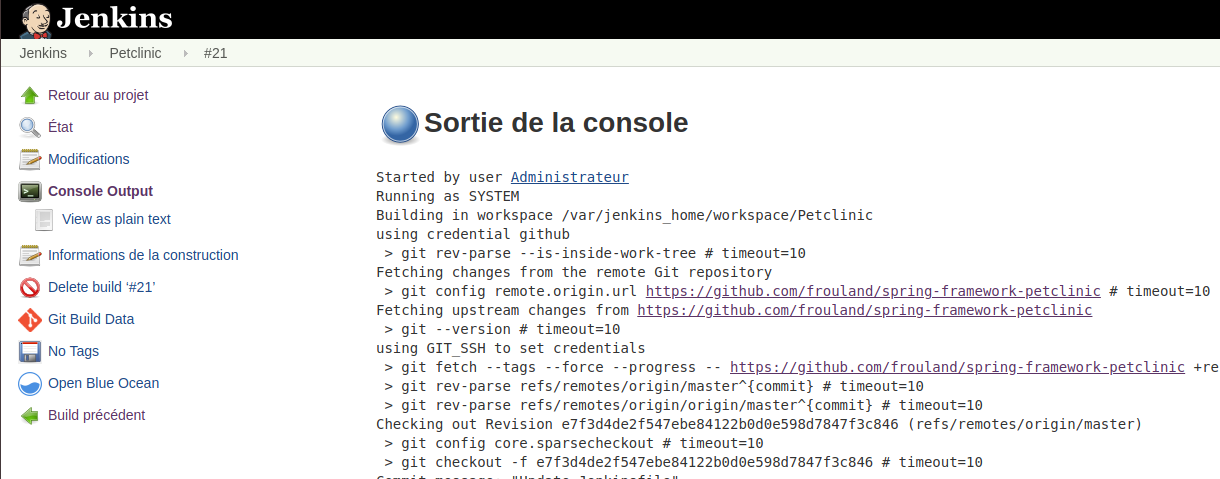 Jenkins
Jenkins Petclinic #21
Retour au projet
État
Modifications
Console Output
View as plain text
Informations de la construction
Delete build ‘#21’
Git Build Data
No Tags
Open Blue Ocean
Build précédent
Sortie de la console
Started by user Administrateur
Running as SYSTEM
Building in workspace /var/jenkins_home/workspace/Petclinic
using credential github
> git rev-parse --is-inside-work-tree # timeout=10
Fetching changes from the remote Git repository
> git config remote.origin.url https://github.com/frouland/spring-framework-petclinic # timeout=10
Fetching upstream changes from https://github.com/frouland/spring-framework-petclinic
> git --version # timeout=10
using GIT_SSH to set credentials
> git fetch --tags --force --progress -- https://github.com/frouland/spring-framework-petclinic +re
> git rev-parse refs/remotes/origin/master^{commit} # timeout=10
> git rev-parse refs/remotes/origin/origin/master^{commit} # timeout=10
Checking out Revision e7f3d4de2f547ebe84122b0d0e598d7847f3c846 (refs/remotes/origin/master)
> git config core.sparsecheckout # timeout=10
> git checkout -f e7f3d4de2f547ebe84122b0d0e598d7847f3c846 # timeout=10
Commit message: "Update Jenkinsfile"